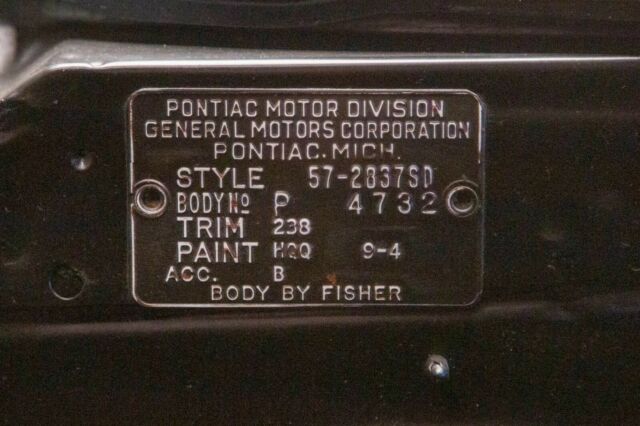 PONTIAC MOTOR DIVISION
GENERAL MOTORS CORPORATION
PONTIAC. MICH.
STYLE 57-2837SD
BODY Nº P 4732
TRIM 238
PAINT HQQ 9-4
ACC. B
BODY BY FISHER